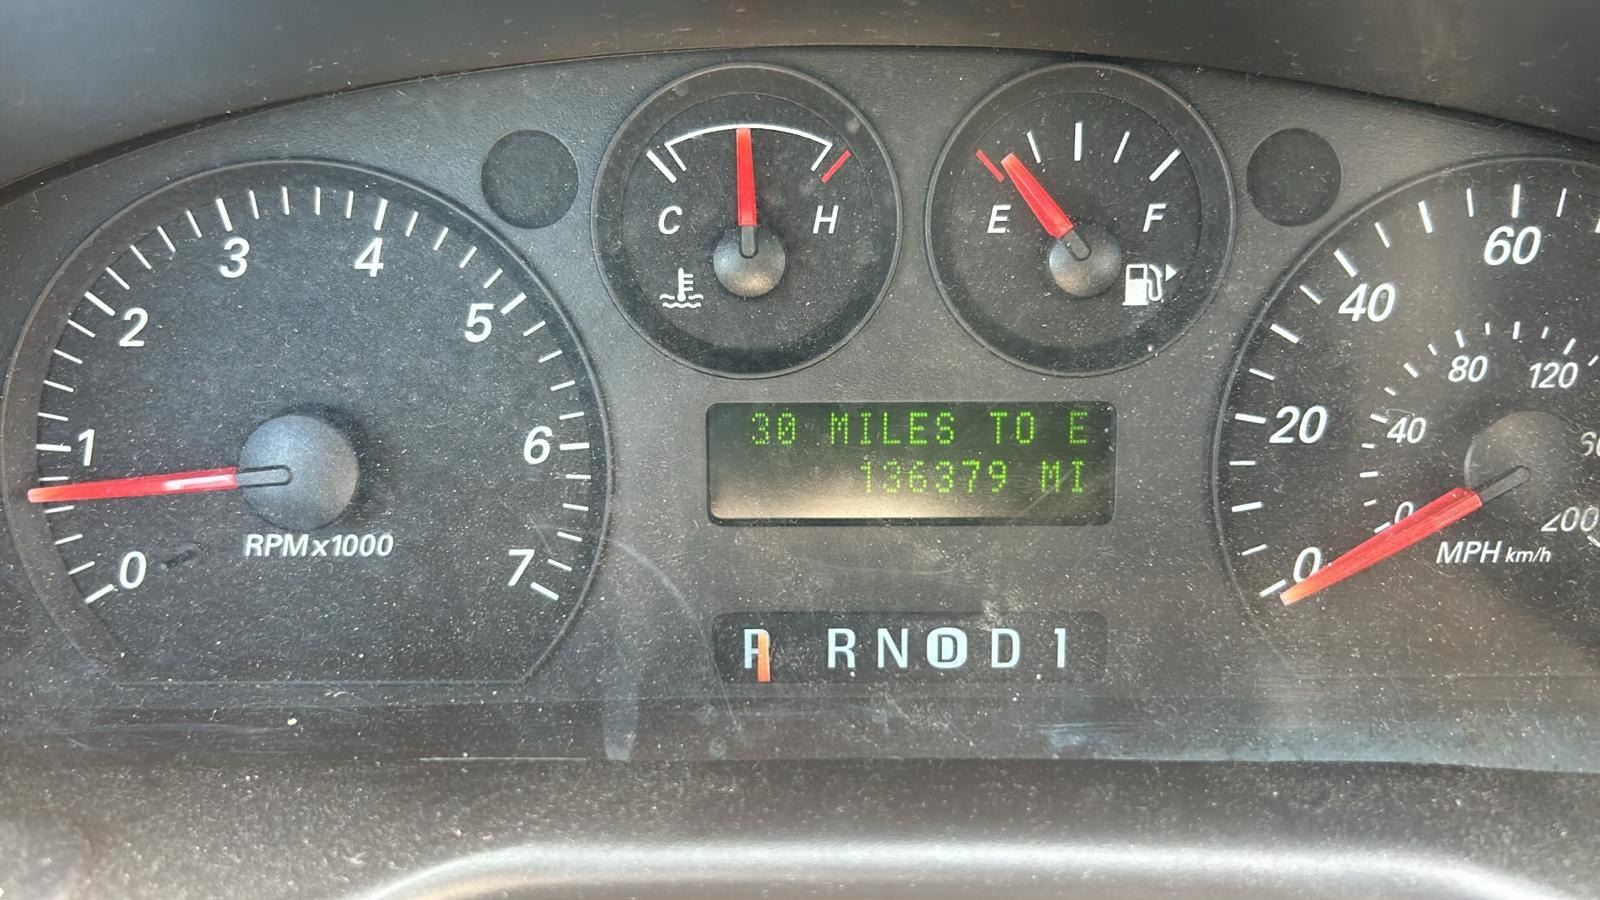 0 1 2 3 4 5 6 7
RPMx1000
C H
E F
30 MILES TO E
136379 MI
P R N D D 1
0 20 40 60
0 40 80 120
200
MPH km/h